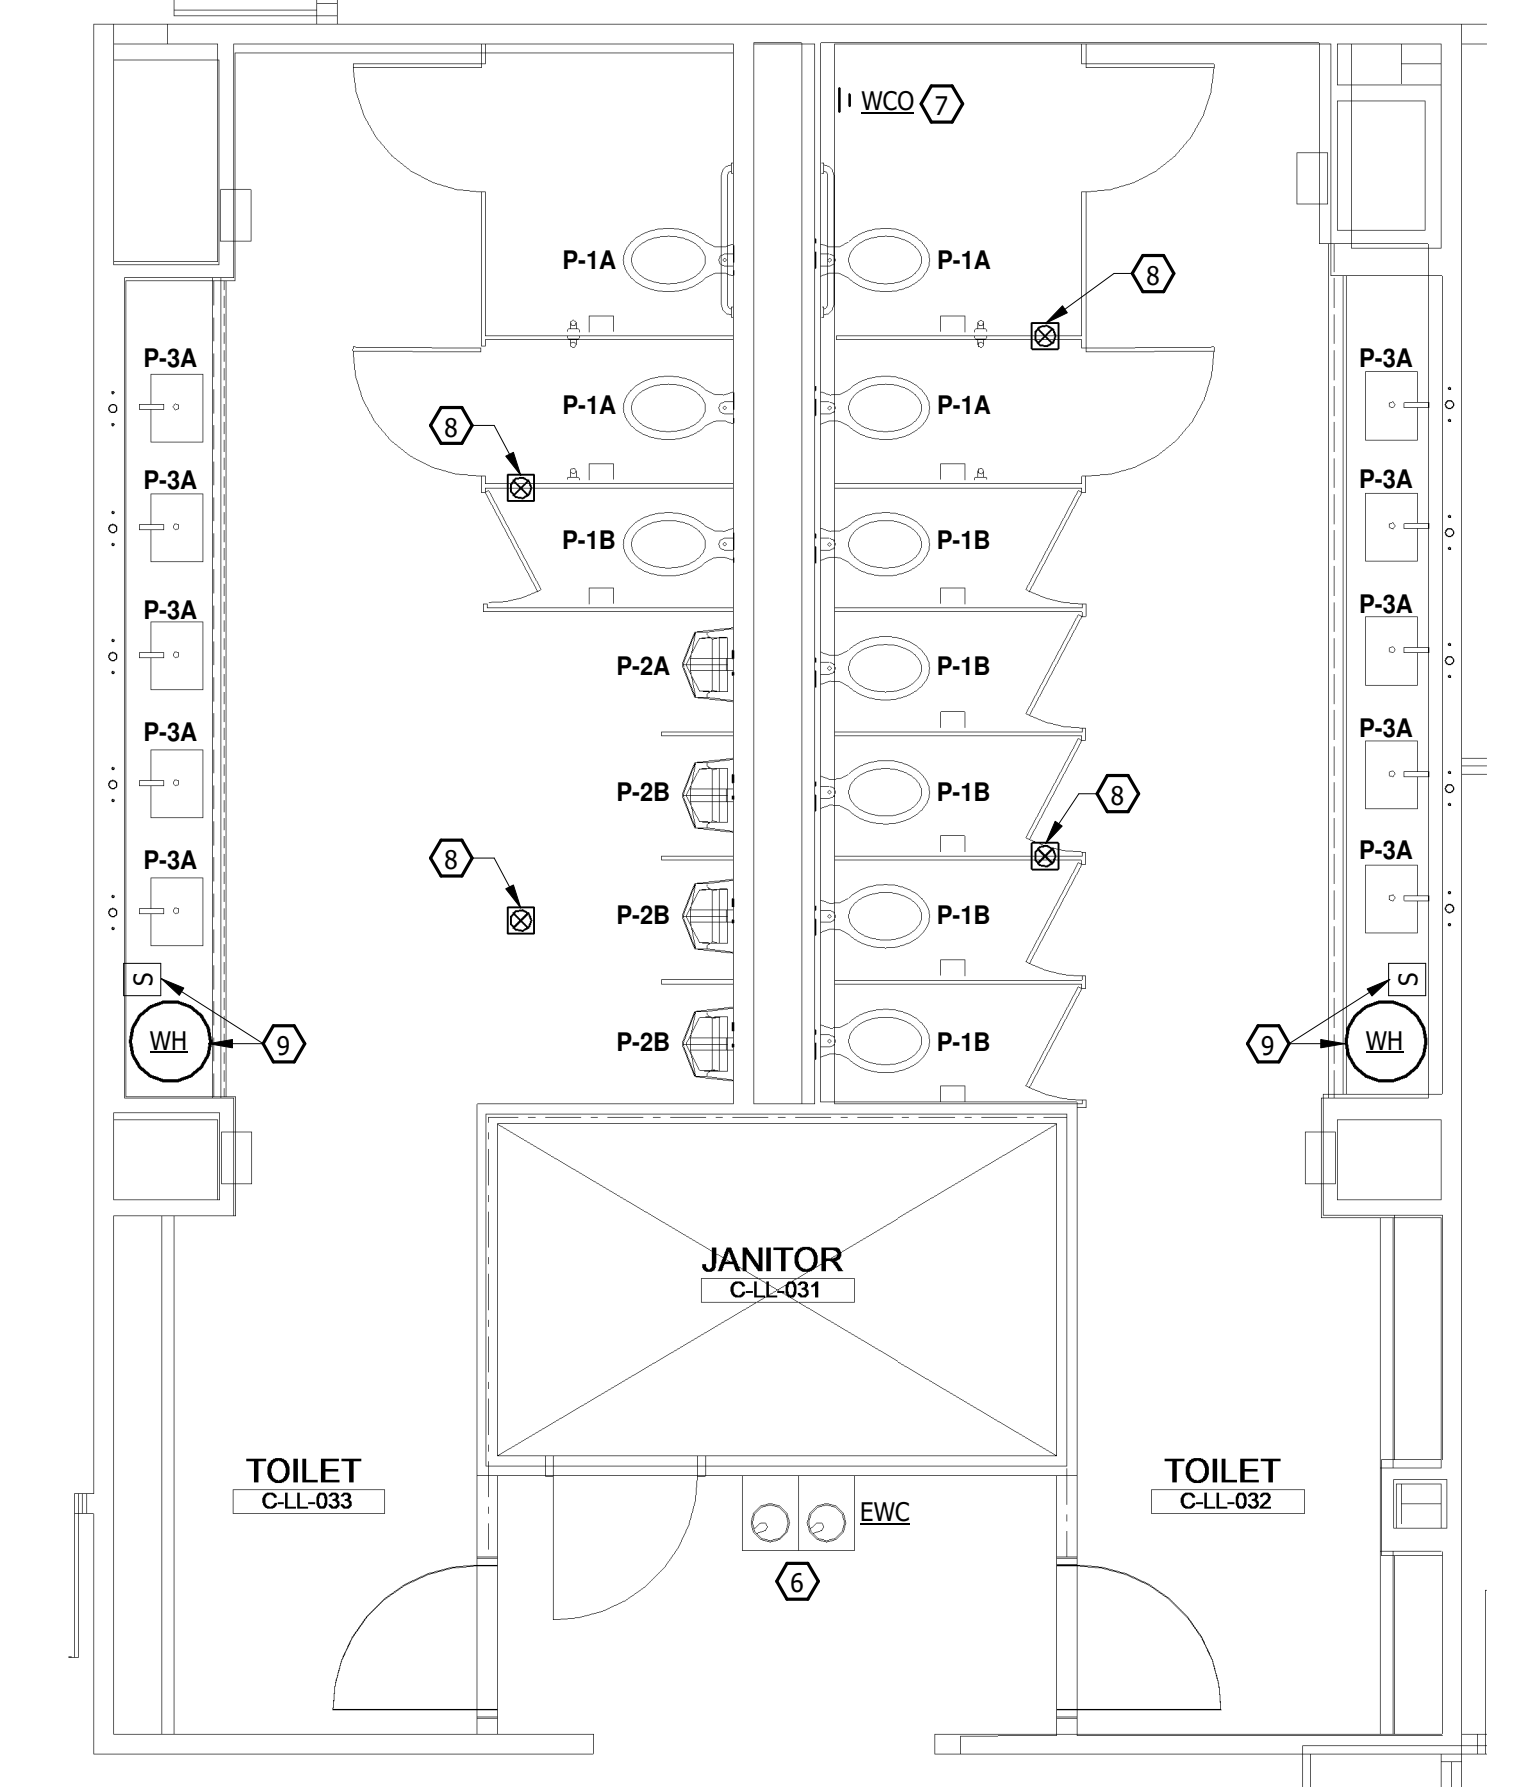 WCO 7
P-1A P-1A
8
P-3A P-3A
P-1A P-1A
8
P-3A P-3A
P-1B P-1B
P-3A P-3A
P-2A P-1B
P-3A P-3A
P-2B P-1B
8
P-3A P-3A
8
P-2B P-1B
S S
WH 9 P-2B P-1B 9 WH
JANITOR
C-LL-031
TOILET TOILET
C-LL-033 C-LL-032
EWC
6